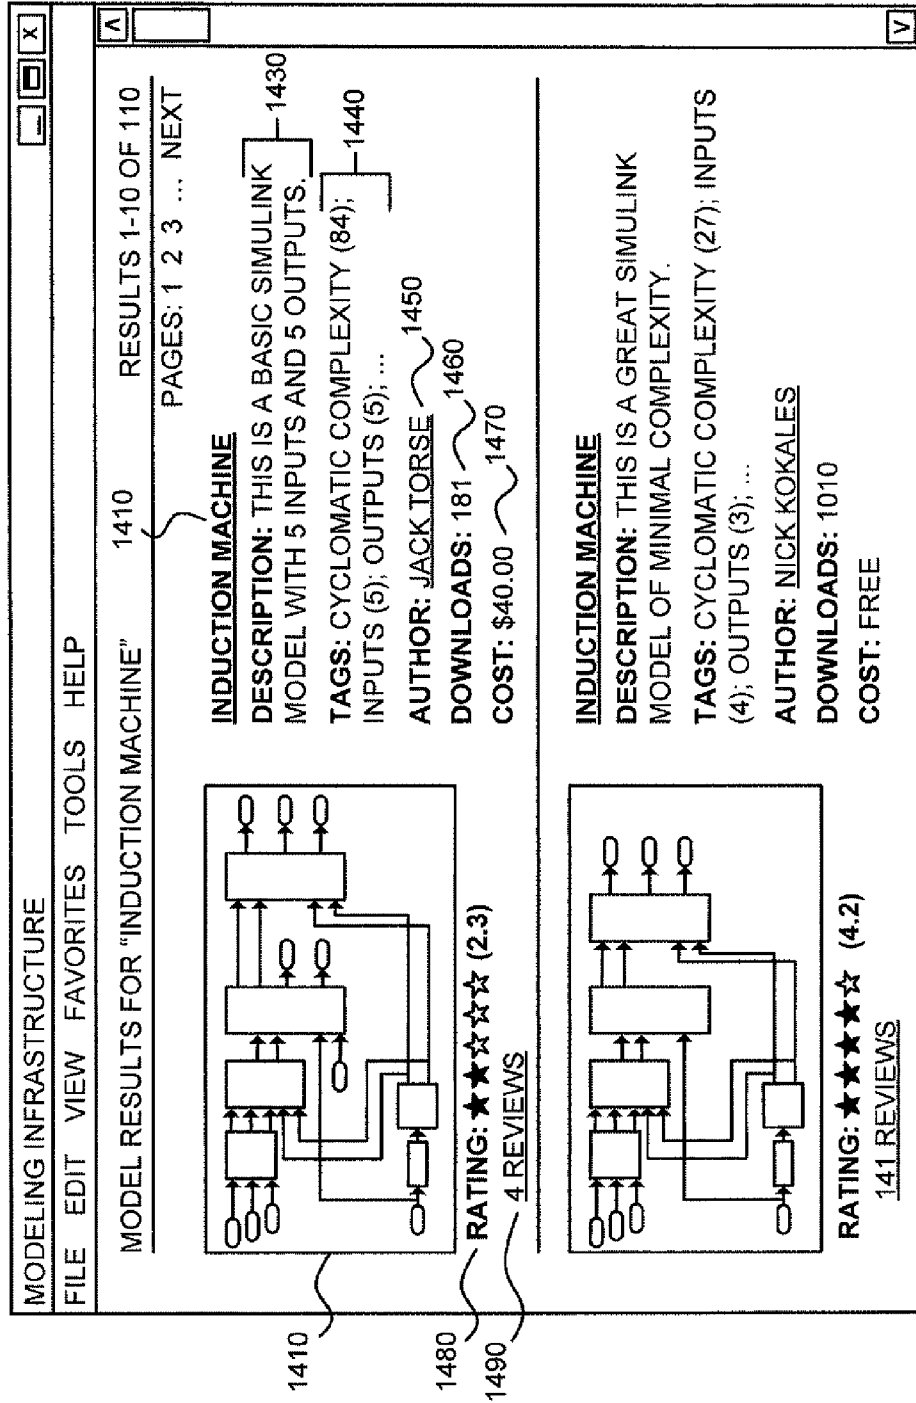 MODELING INFRASTRUCTURE
X
FILE EDIT VIEW FAVORITES TOOLS HELP
MODEL RESULTS FOR "INDUCTION MACHINE"
1410
RESULTS 1-10 OF 110
PAGES: 1 2 3 ... NEXT
INDUCTION MACHINE
DESCRIPTION: THIS IS A BASIC SIMULINK
MODEL WITH 5 INPUTS AND 5 OUTPUTS.
1430
TAGS: CYCLOMATIC COMPLEXITY (84);
INPUTS (5); OUTPUTS (5); ...
1440
AUTHOR: JACK TORSE
1450
DOWNLOADS: 181
1460
COST: $40.00
1470
1410
RATING: ★★☆☆☆ (2.3)
1480
4 REVIEWS
1490
INDUCTION MACHINE
DESCRIPTION: THIS IS A GREAT SIMULINK
MODEL OF MINIMAL COMPLEXITY.
TAGS: CYCLOMATIC COMPLEXITY (27); INPUTS
(4); OUTPUTS (3); ...
AUTHOR: NICK KOKALES
DOWNLOADS: 1010
COST: FREE
RATING: ★★★★☆ (4.2)
141 REVIEWS